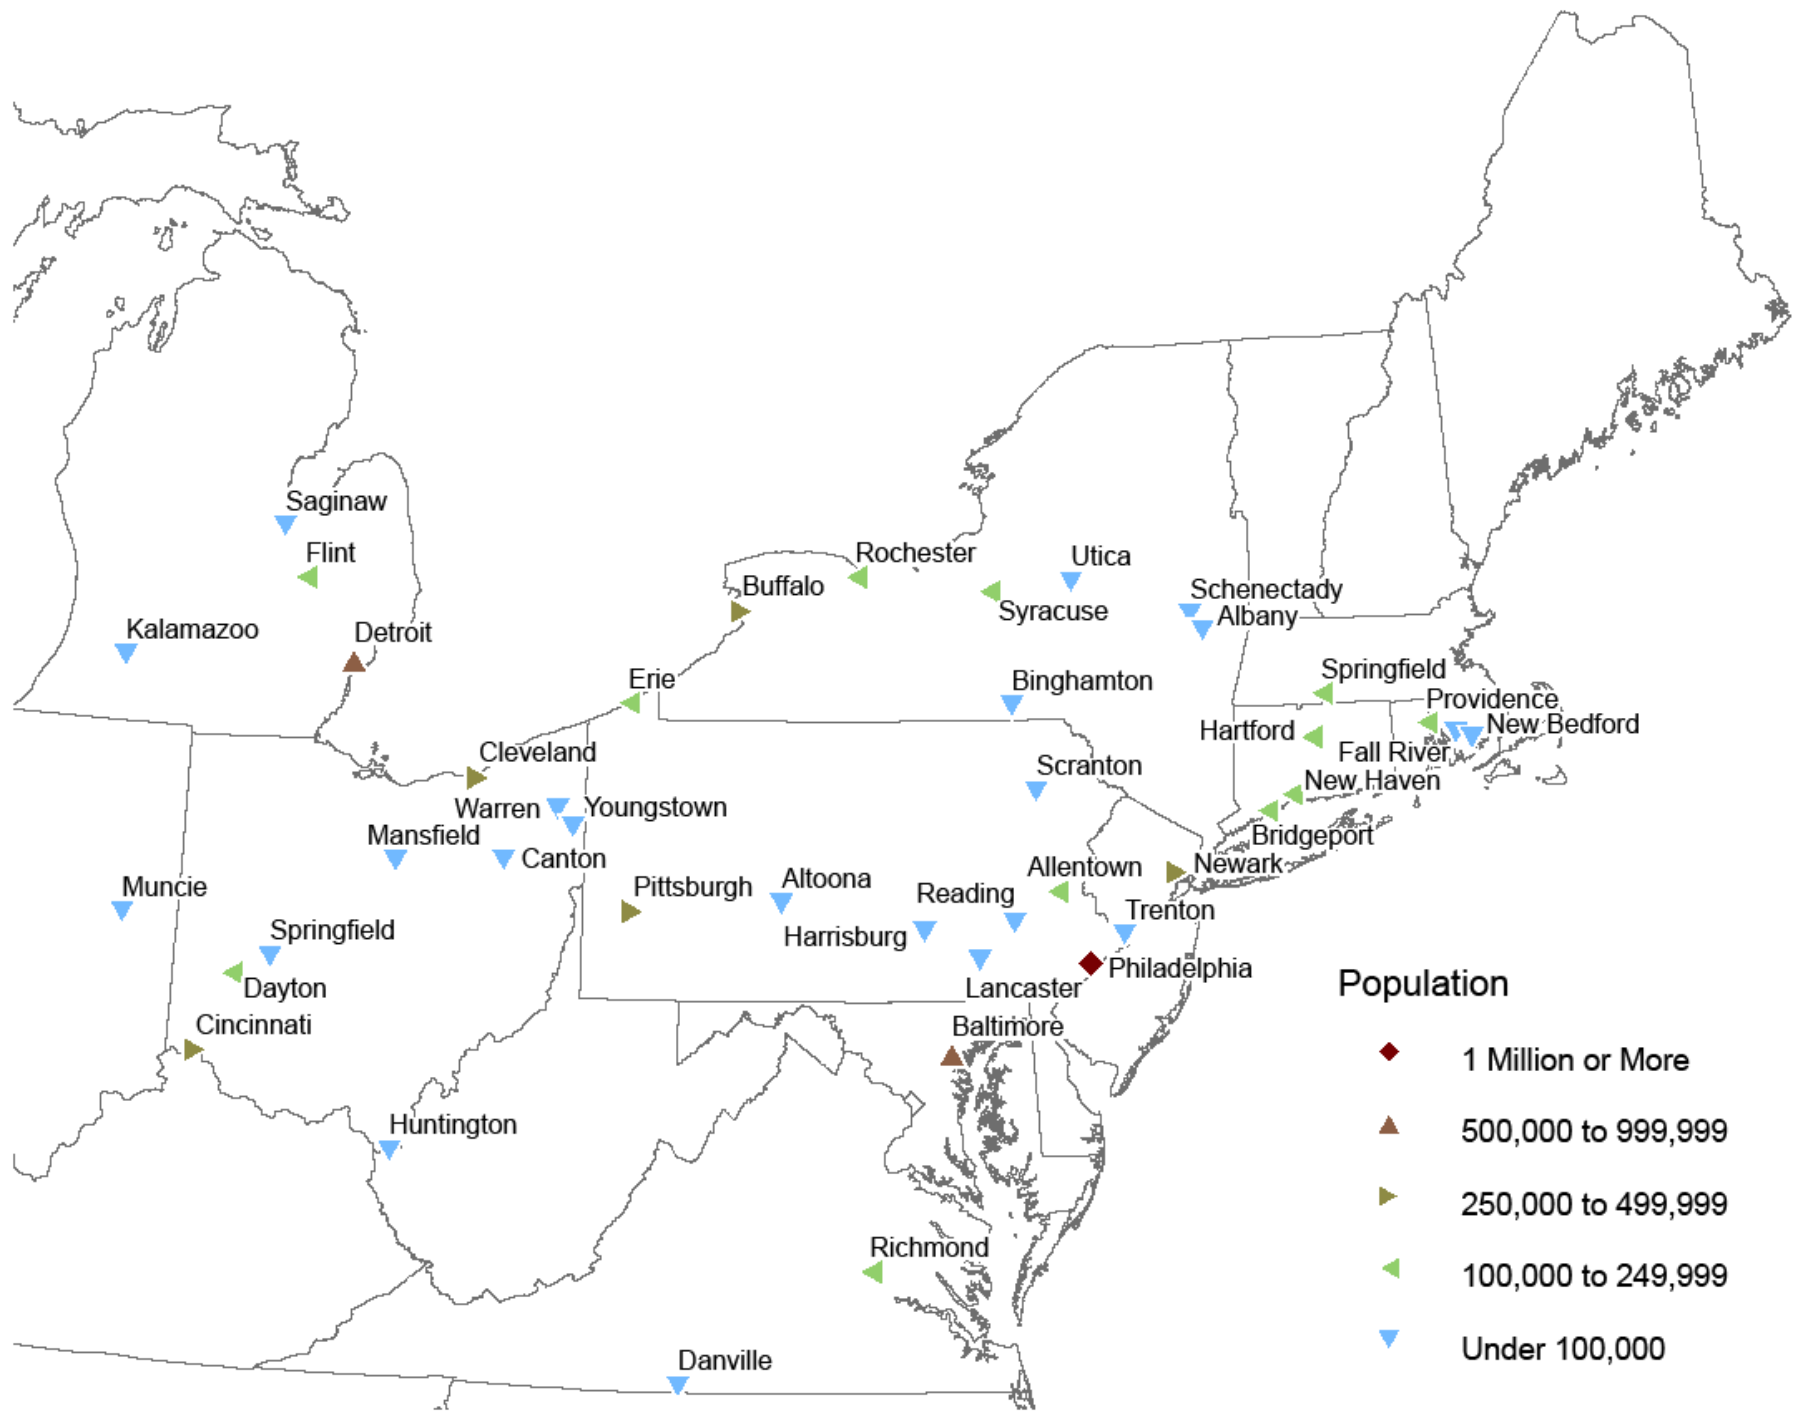 Saginaw
Flint
Rochester
Utica
Buffalo
Schenectady
Syracuse
Albany
Kalamazoo
Detroit
Springfield
Erie
Binghamton
Providence
New Bedford
Hartford
Fall River
Cleveland
Scranton
New Haven
Warren
Youngstown
Mansfield
Bridgeport
Canton
Allentown
Newark
Muncie
Pittsburgh
Altoona
Reading
Trenton
Springfield
Harrisburg
Philadelphia
Dayton
Lancaster
Cincinnati
Baltimore
Huntington
Richmond
Danville
Population
1 Million or More
500,000 to 999,999
250,000 to 499,999
100,000 to 249,999
Under 100,000